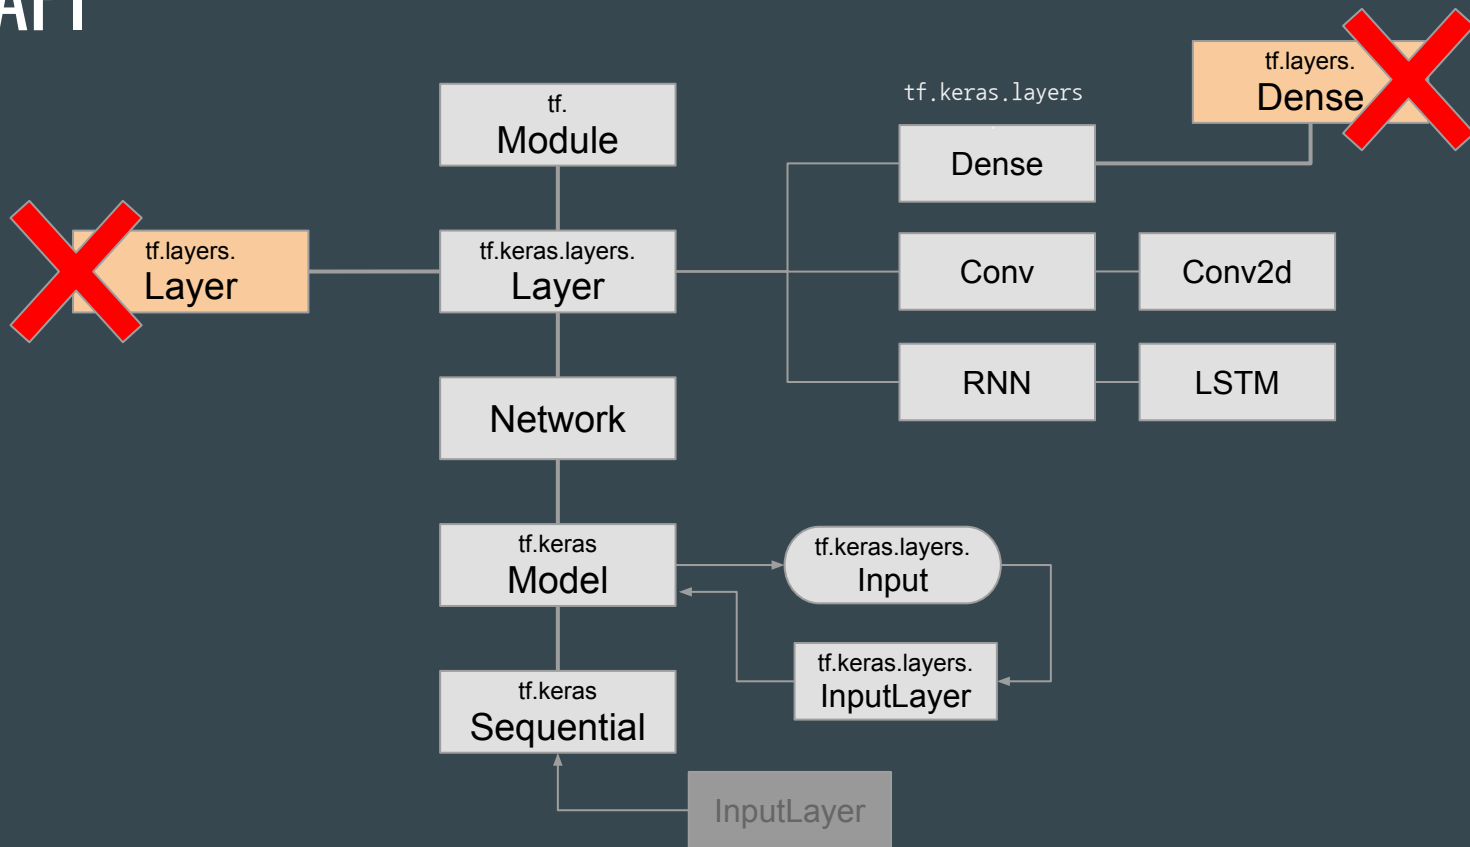 tf.
Module
tf.layers.
Layer
tf.keras.layers.
Layer
Network
tf.keras
Model
tf.keras
Sequential
InputLayer
tf.keras.layers.
Input
tf.keras.layers.
InputLayer
tf.keras.layers
Dense
tf.layers.
Dense
Conv
Conv2d
RNN
LSTM